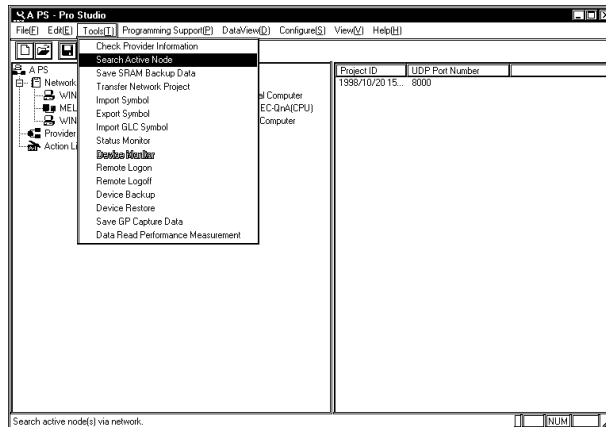 A PS - Pro Studio
File(F) Edit(E) Tools(T) Programming Support(P) DataView(D) Configure(S) View(V) Help(H)
Check Provider Information
Search Active Node
Save SRAM Backup Data
Transfer Network Project
Import Symbol
Export Symbol
Import GLC Symbol
Status Monitor
Device Monitor
Remote Logon
Remote Logoff
Device Backup
Device Restore
Save GP Capture Data
Data Read Performance Measurement
A PS
Network
WIN
MEL
WIN
Provider
Action Li
al Computer
EC-QnA(CPU)
Computer
Project ID UDP Port Number
1998/10/20 15... 8000
Search active node(s) via network.
NUM